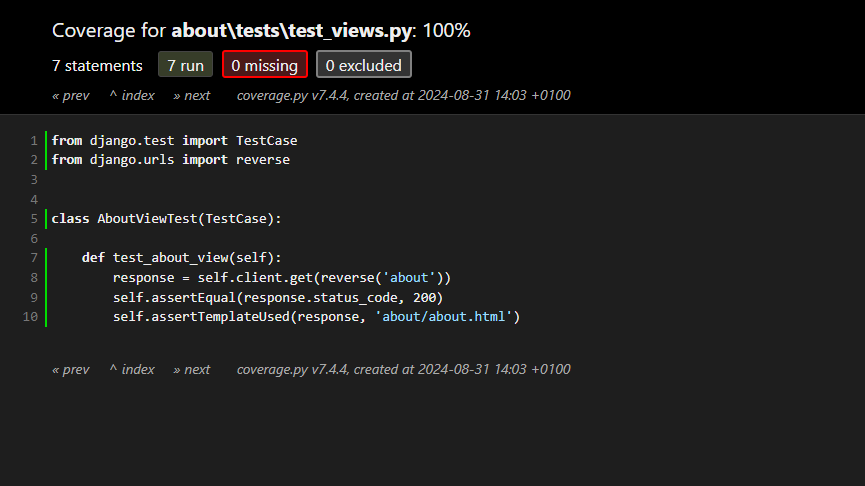 Coverage for about\tests\test_views.py: 100%
7 statements 7 run 0 missing 0 excluded
« prev ^ index » next coverage.py v7.4.4, created at 2024-08-31 14:03 +0100
1 from django.test import TestCase
2 from django.urls import reverse
3
4
5 class AboutViewTest(TestCase):
6
7     def test_about_view(self):
8         response = self.client.get(reverse('about'))
9         self.assertEqual(response.status_code, 200)
10         self.assertTemplateUsed(response, 'about/about.html')
« prev ^ index » next coverage.py v7.4.4, created at 2024-08-31 14:03 +0100